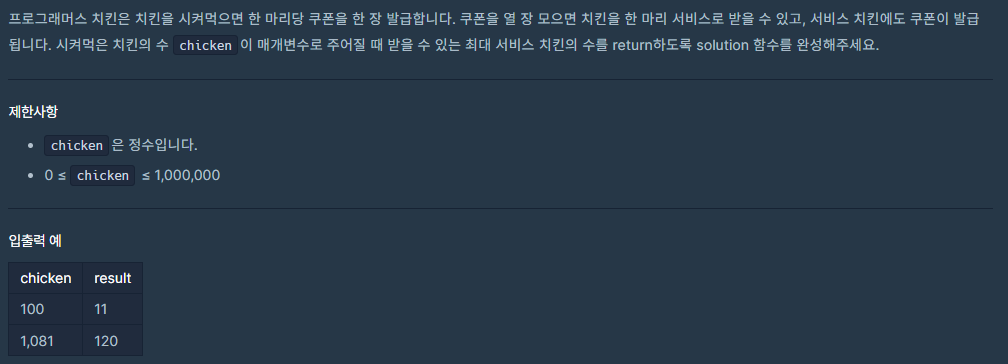 프로그래머스 치킨은 치킨을 시켜먹으면 한 마리당 쿠폰을 한 장 발급합니다. 쿠폰을 열 장 모으면 치킨을 한 마리 서비스로 받을 수 있고, 서비스 치킨에도 쿠폰이 발급
됩니다. 시켜먹은 치킨의 수 chicken 이 매개변수로 주어질 때 받을 수 있는 최대 서비스 치킨의 수를 return하도록 solution 함수를 완성해주세요.
제한사항
• chicken 은 정수입니다.
• 0 ≤ chicken ≤ 1,000,000
입출력 예
chicken result
100 11
1,081 120